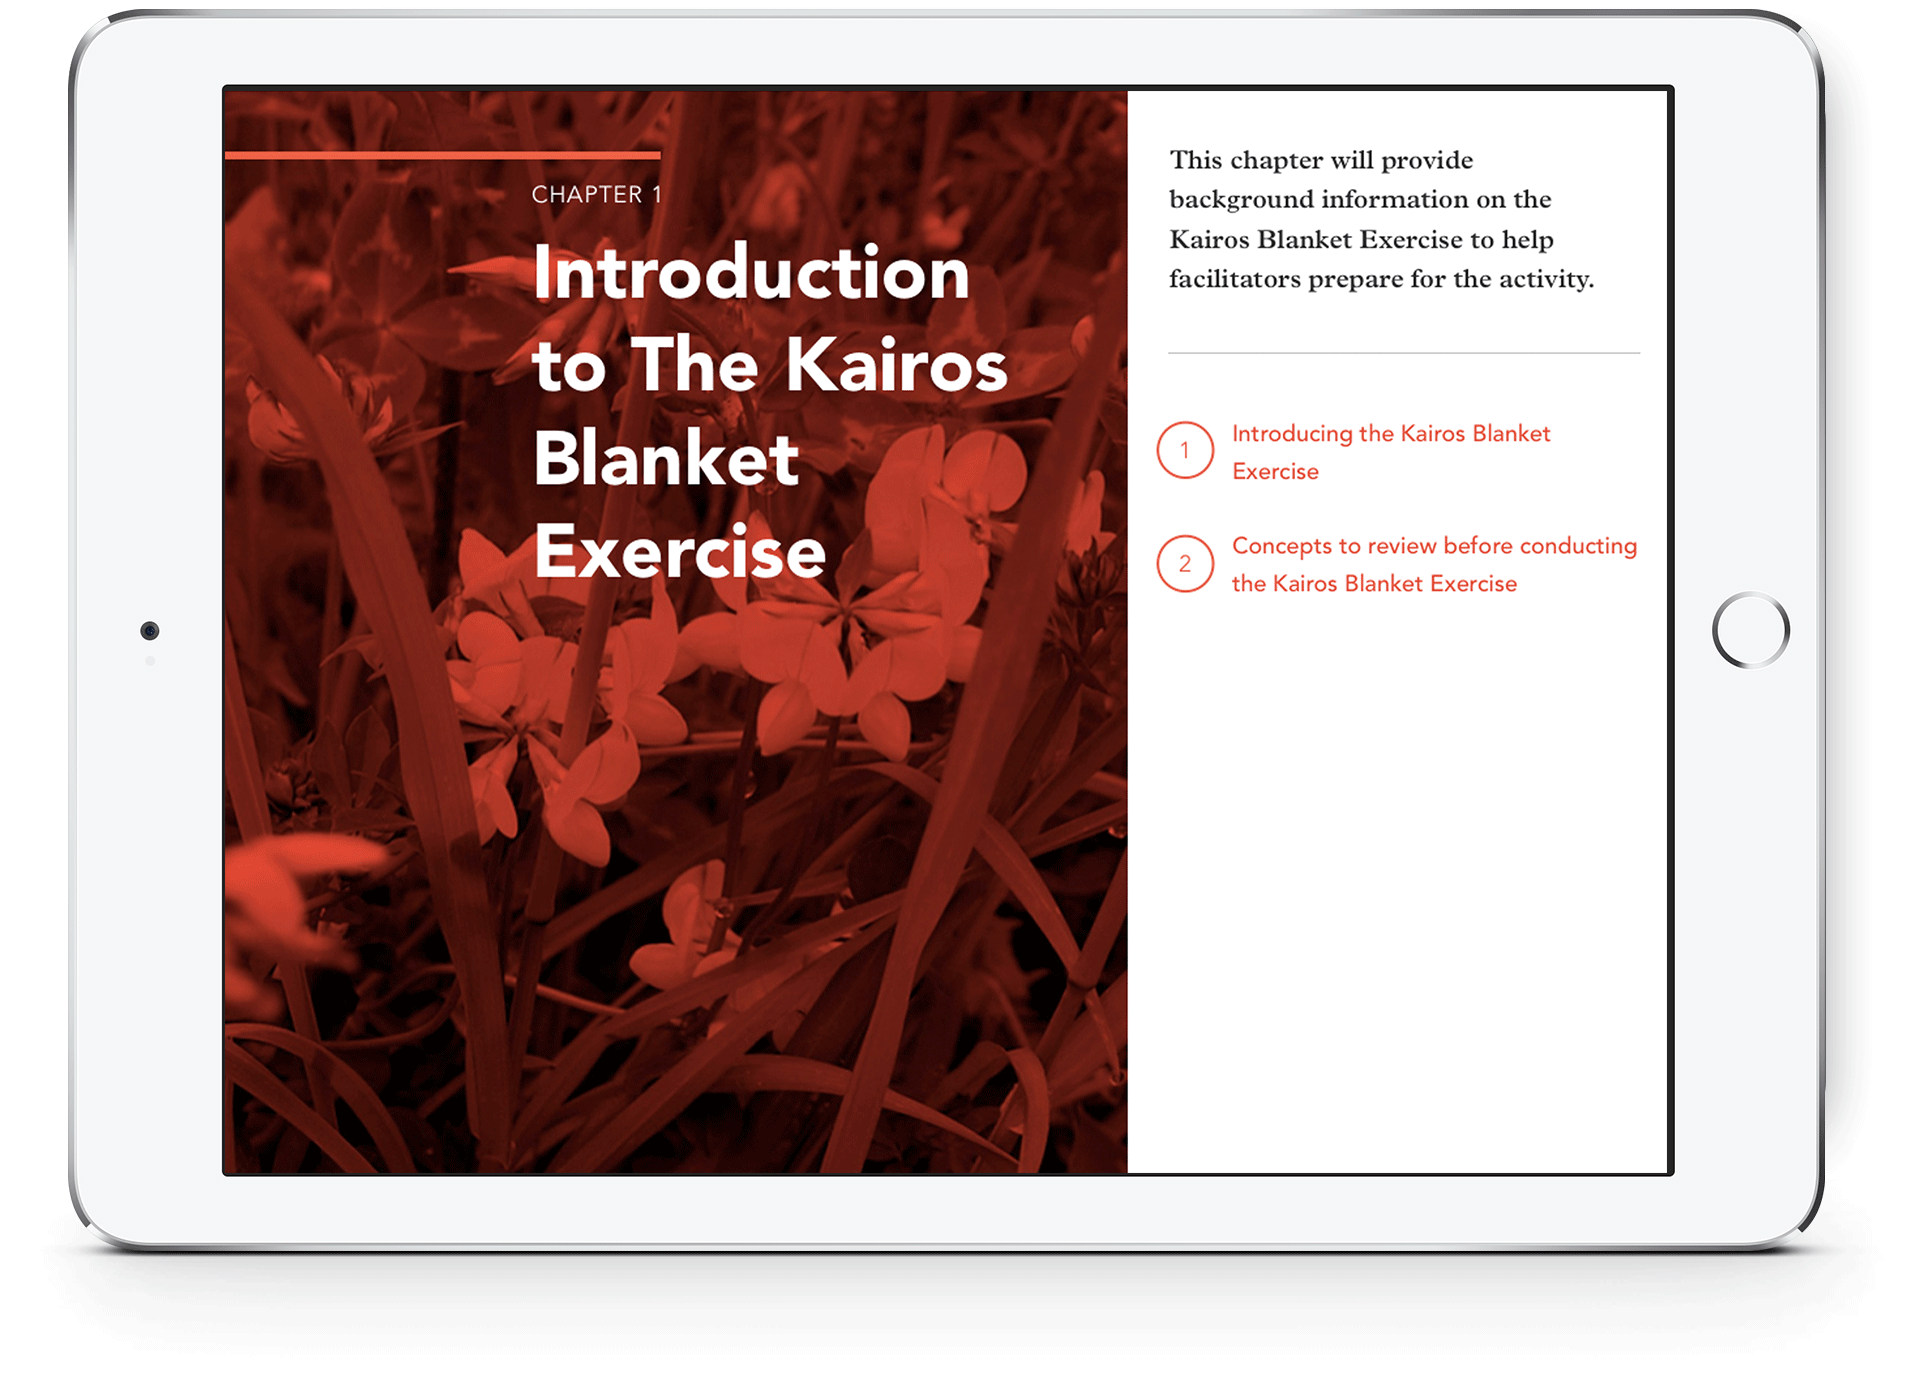 CHAPTER 1
Introduction
to The Kairos
Blanket
Exercise
This chapter will provide
background information on the
Kairos Blanket Exercise to help
facilitators prepare for the activity.
1
Introducing the Kairos Blanket
Exercise
2
Concepts to review before conducting
the Kairos Blanket Exercise